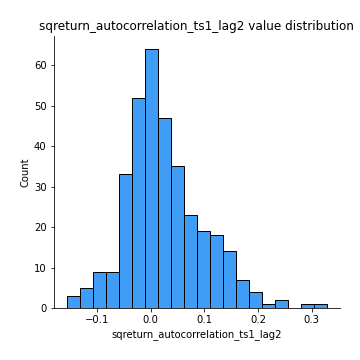 sqreturn_autocorrelation_ts1_lag2 value distribution
60
50
40
30
20
10
0
Count
−0.1 0.0 0.1 0.2 0.3
sqreturn_autocorrelation_ts1_lag2